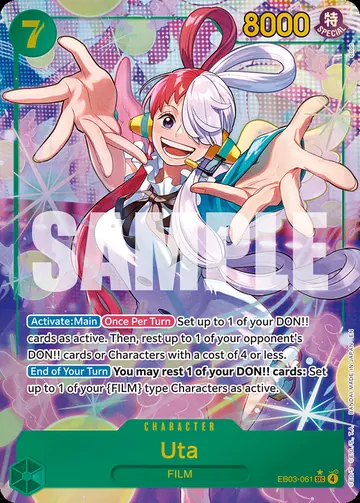 7
8000
特
SPECIAL
SAMPLE
Activate:Main Once Per Turn Set up to 1 of your DON!!
cards as active. Then, rest up to 1 of your opponent's
DON!! cards or Characters with a cost of 4 or less.
End of Your Turn You may rest 1 of your DON!! cards: Set
up to 1 of your {FILM} type Characters as active.
CHARACTER
Uta
FILM
EB03-061 SEC 4